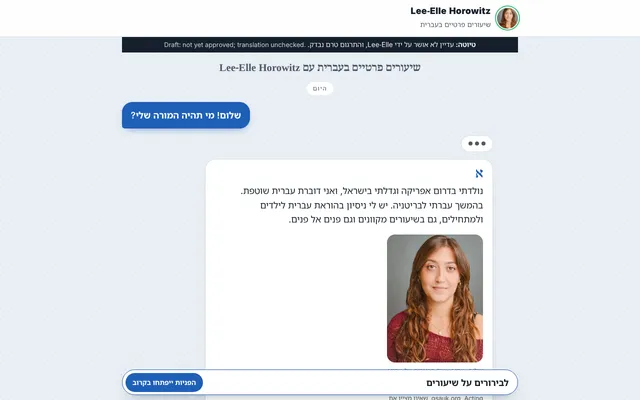 Lee-Elle Horowitz
שיעורים פרטיים בעברית
טיוטה: עדיין לא אושר על ידי Lee-Elle, והתרגום טרם נבדק. Draft: not yet approved; translation unchecked.
שיעורים פרטיים בעברית עם Lee-Elle Horowitz
היום
שלום! מי תהיה המורה שלי?
א
נולדתי בדרום אפריקה וגדלתי בישראל, ואני דוברת עברית שוטפת.
בהמשך עברתי לבריטניה. יש לי ניסיון בהוראת עברית לילדים
ולמתחילים, גם בשיעורים מקוונים וגם פנים אל פנים.
לבירורים על שיעורים
הפניות ייפתחו בקרוב
osauk.org, Acting